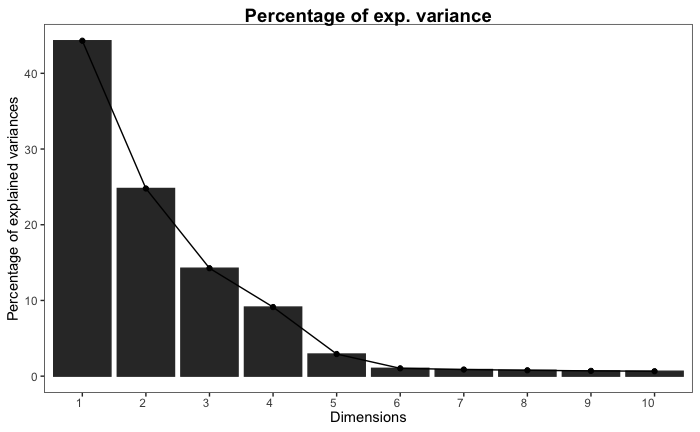 Percentage of exp. variance
Percentage of explained variances
40
30
20
10
0
1 2 3 4 5 6 7 8 9 10
Dimensions